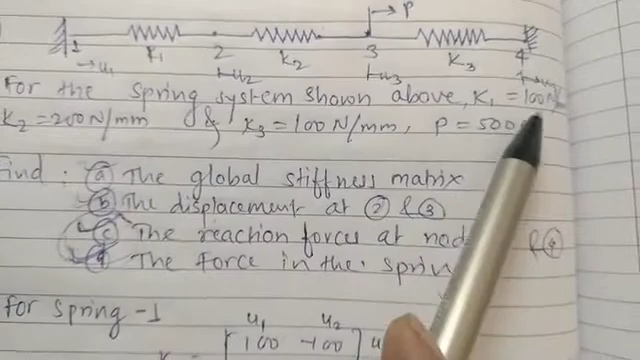 P
1 K₁ 2 K₂ 3 K₃ 4
→u₁ u₂ u₃
For the spring system shown above, K₁ = 100
K₂ = 200 N/mm & K₃ = 100 N/mm, P = 500
Find : (a) The global stiffness matrix
(b) The displacement at ② & ③
(c) The reaction forces at & ④
(d) The force in the
for spring -1
u₁ u₂
100 -100 u